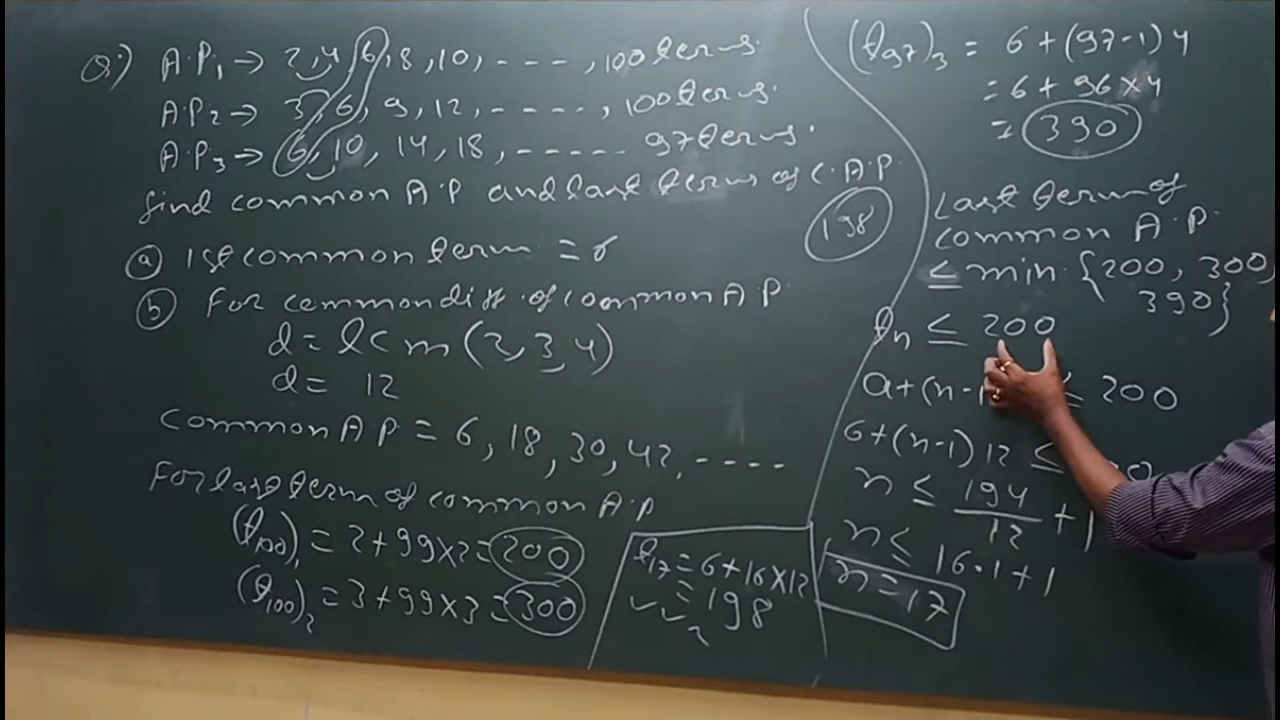 Q.) A.P₁ → 2, 4, 6, 8, 10, - - - -, 100 terms.
A.P₂ → 3, 6, 9, 12, - - - - -, 100 terms.
A.P₃ → 6, 10, 14, 18, - - - - - 97 terms.
find common A.P and last term of C.A.P.
198
(a) 1st common term = 6
(b) For common diff. of common A.P
d = lcm (2, 3, 4)
d = 12
Common A.P = 6, 18, 30, 42, - - - -
For last term of common A.P
(t₁₀₀)₁ = 2 + 99 × 2 = 200
(t₁₀₀)₂ = 3 + 99 × 3 = 300
t₁₇ = 6 + 16 × 12
= 198
(t₉₇)₃ = 6 + (97-1) 4
= 6 + 96 × 4
= 390
Last term of
common A.P.
≤ min {200, 300,
390}
tₙ ≤ 200
a + (n - 1 ≤ 200
6 + (n - 1) 12 ≤
n ≤ 194/12 + 1
n ≤ 16.1 + 1
n = 17